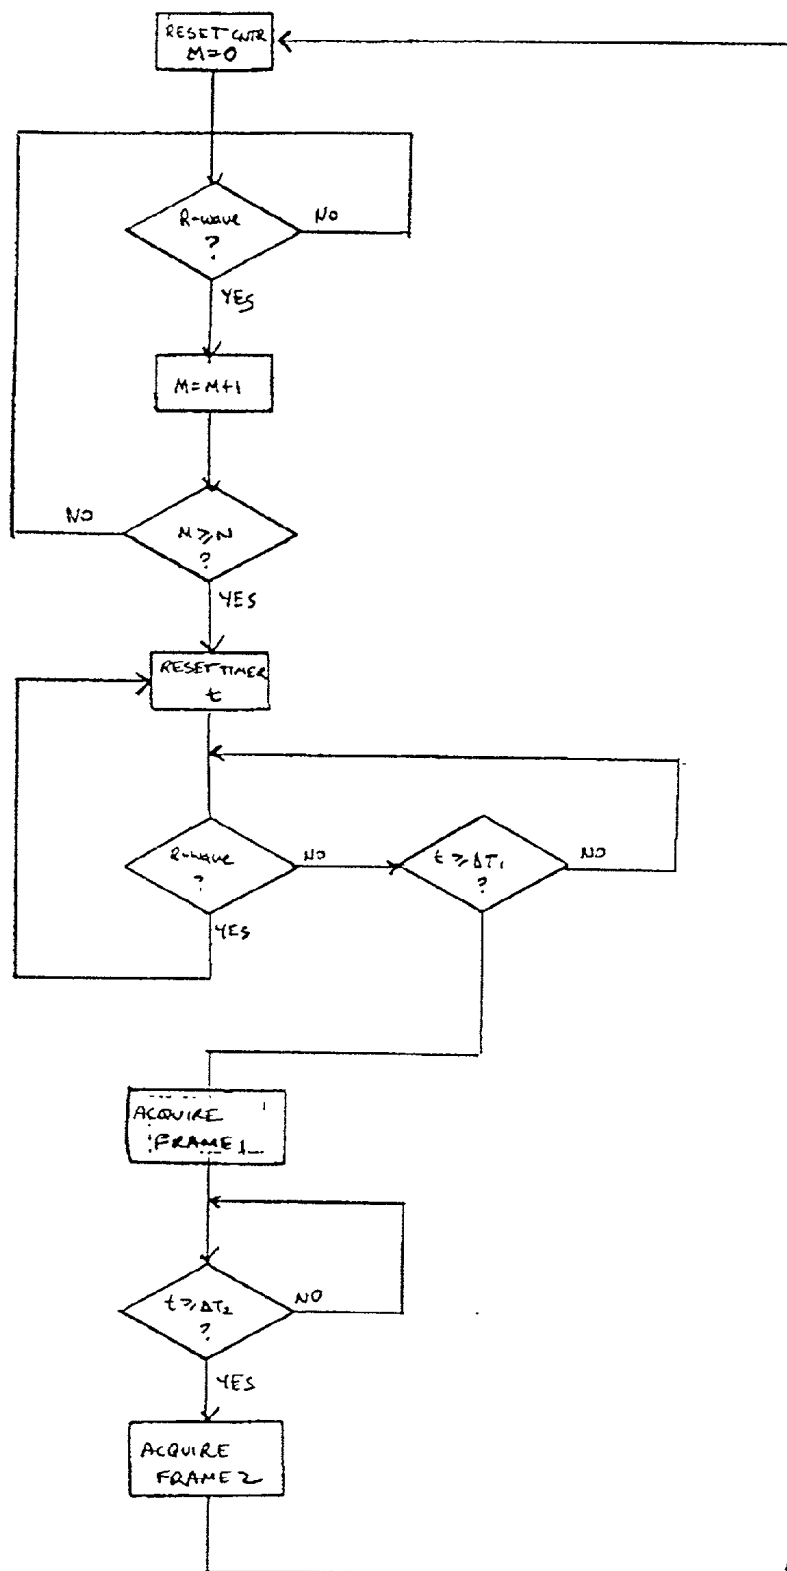 RESET CNTR
M=0
R-wave
?
NO
YES
M=M+1
NO
M⩾N
?
YES
RESET TIMER
t
R-wave
?
NO
t⩾ΔT₁
?
NO
YES
ACQUIRE
FRAME 1
t⩾ΔT₂
?
NO
YES
ACQUIRE
FRAME 2